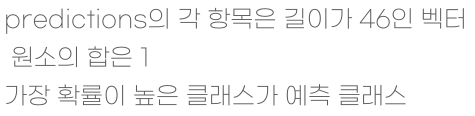 predictions의 각 항목은 길이가 46인 벡터
원소의 합은 1
가장 확률이 높은 클래스가 예측 클래스